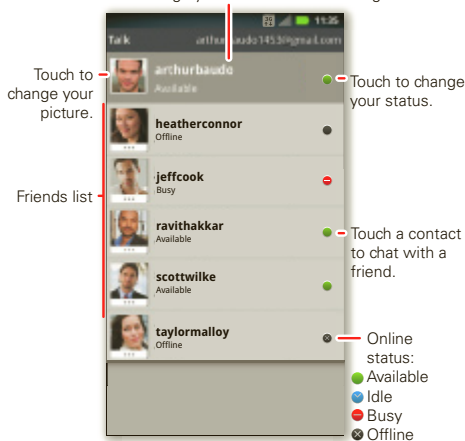 11:35
Talk
arthurbaudo1453@gmail.com
arthurbaudo
Available
heatherconnor
Offline
jeffcook
Busy
ravithakkar
Available
scottwilke
Available
taylormalloy
Offline
Touch to
change your
picture.
Friends list
Touch to change
your status.
Touch a contact
to chat with a
friend.
Online
status:
Available
Idle
Busy
Offline